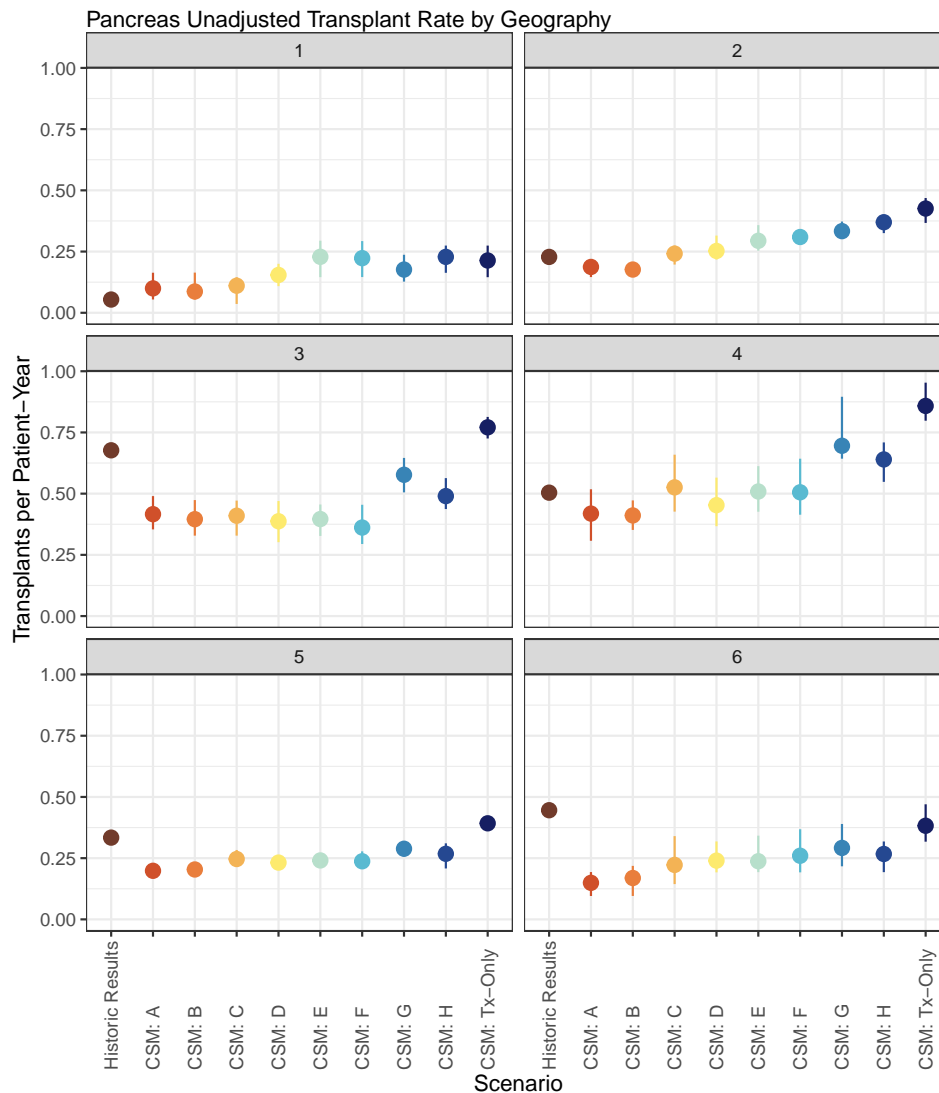 Pancreas Unadjusted Transplant Rate by Geography
1
2
1.00
0.75
0.50
0.25
0.00
3
4
1.00
0.75
0.50
0.25
0.00
5
6
1.00
0.75
0.50
0.25
0.00
Transplants per Patient−Year
Historic Results
CSM: A
CSM: B
CSM: C
CSM: D
CSM: E
CSM: F
CSM: G
CSM: H
CSM: Tx−Only
Historic Results
CSM: A
CSM: B
CSM: C
CSM: D
CSM: E
CSM: F
CSM: G
CSM: H
CSM: Tx−Only
Scenario